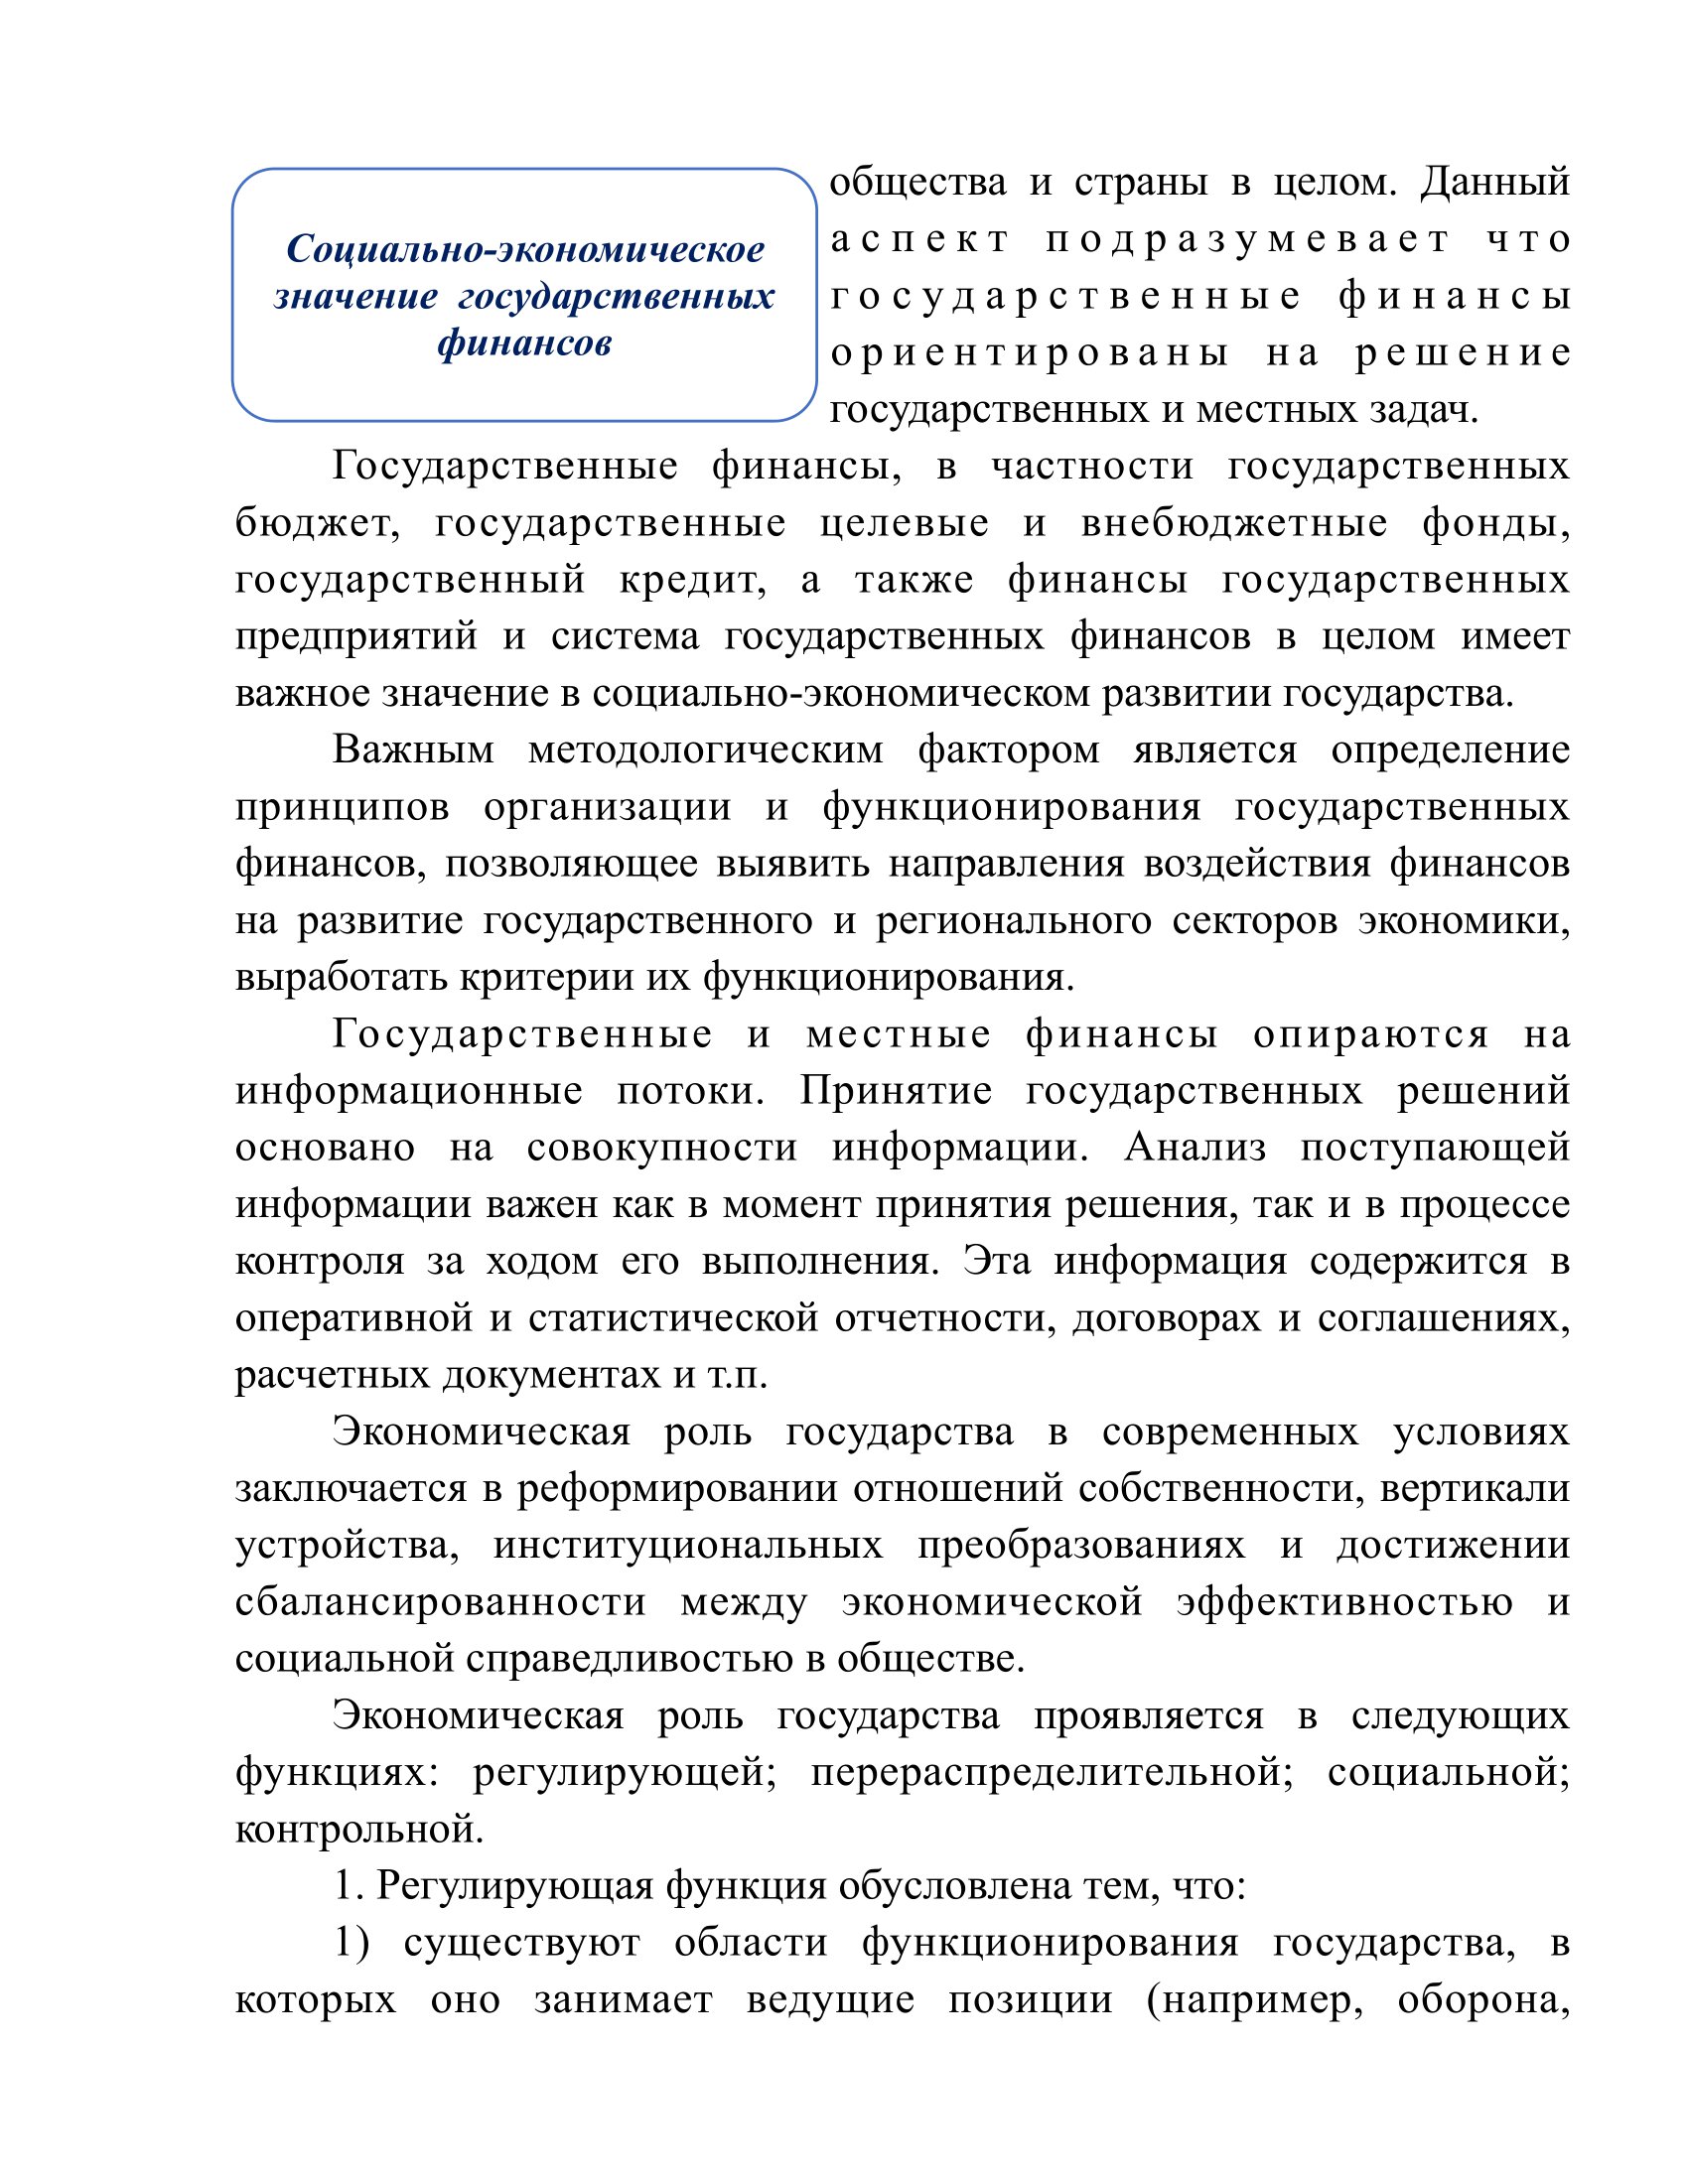 Социально-экономическое
значение государственных
финансов
общества и страны в целом. Данный
аспект подразумевает что
государственные финансы
ориентированы на решение
государственных и местных задач.
Государственные финансы, в частности государственных
бюджет, государственные целевые и внебюджетные фонды,
государственный кредит, а также финансы государственных
предприятий и система государственных финансов в целом имеет
важное значение в социально-экономическом развитии государства.
Важным методологическим фактором является определение
принципов организации и функционирования государственных
финансов, позволяющее выявить направления воздействия финансов
на развитие государственного и регионального секторов экономики,
выработать критерии их функционирования.
Государственные и местные финансы опираются на
информационные потоки. Принятие государственных решений
основано на совокупности информации. Анализ поступающей
информации важен как в момент принятия решения, так и в процессе
контроля за ходом его выполнения. Эта информация содержится в
оперативной и статистической отчетности, договорах и соглашениях,
расчетных документах и т.п.
Экономическая роль государства в современных условиях
заключается в реформировании отношений собственности, вертикали
устройства, институциональных преобразованиях и достижении
сбалансированности между экономической эффективностью и
социальной справедливостью в обществе.
Экономическая роль государства проявляется в следующих
функциях: регулирующей; перераспределительной; социальной;
контрольной.
1. Регулирующая функция обусловлена тем, что:
1) существуют области функционирования государства, в
которых оно занимает ведущие позиции (например, оборона,